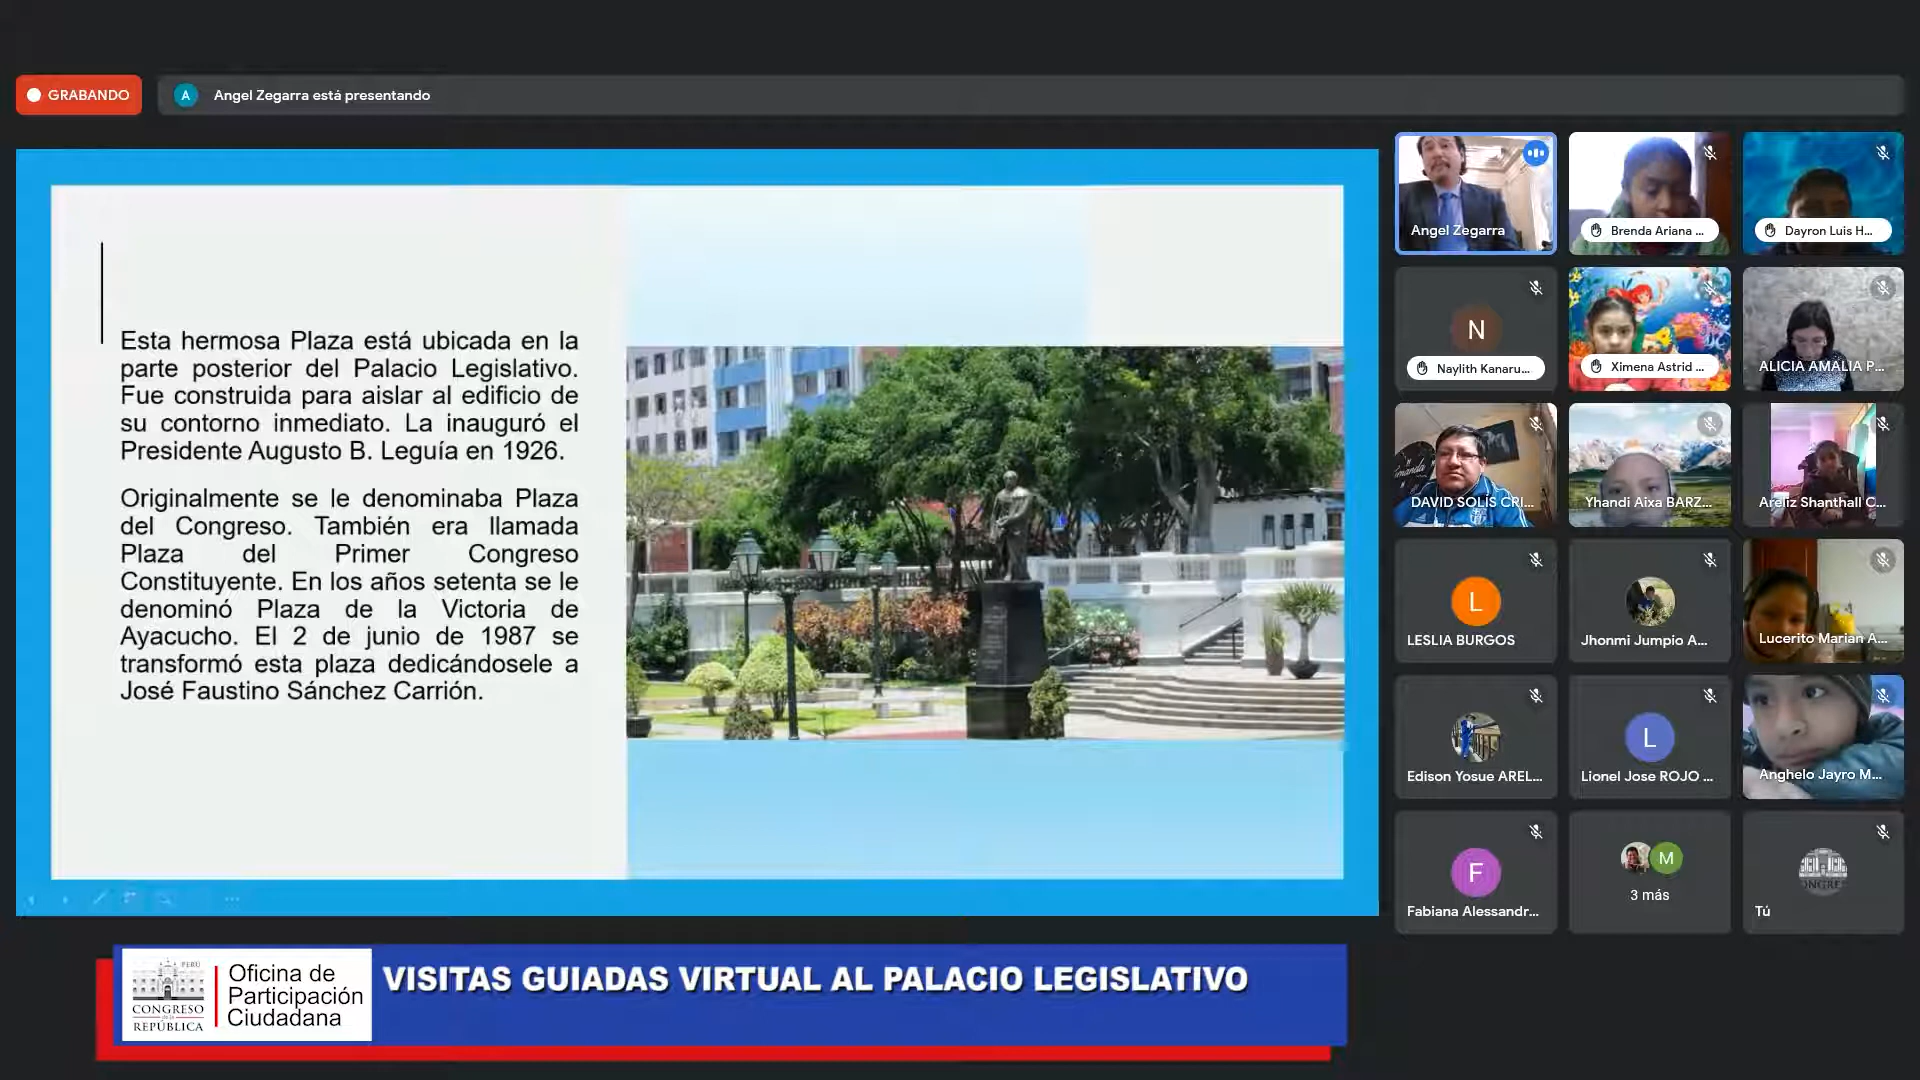 GRABANDO
A
Angel Zegarra está presentando
Esta hermosa Plaza está ubicada en la
parte posterior del Palacio Legislativo.
Fue construida para aislar al edificio de
su contorno inmediato. La inauguró el
Presidente Augusto B. Leguía en 1926.
Originalmente se le denominaba Plaza
del Congreso. También era llamada
Plaza del Primer Congreso
Constituyente. En los años setenta se le
denominó Plaza de la Victoria de
Ayacucho. El 2 de junio de 1987 se
transformó esta plaza dedicándosele a
José Faustino Sánchez Carrión.
Angel Zegarra
Brenda Ariana ...
Dayron Luis H...
N
Naylith Kanaru...
Ximena Astrid ...
ALICIA AMALIA P...
DAVID SOLIS CRI...
Yhandi Aixa BARZ...
Areliz Shanthall C...
L
LESLIA BURGOS
Jhonmi Jumpio A...
Lucerito Marian A...
Edison Yosue AREL...
L
Lionel Jose ROJO ...
Anghelo Jayro M...
F
Fabiana Alessandr...
M
3 más
Tú
PERÚ
CONGRESO
de la
REPÚBLICA
Oficina de
Participación
Ciudadana
VISITAS GUIADAS VIRTUAL AL PALACIO LEGISLATIVO